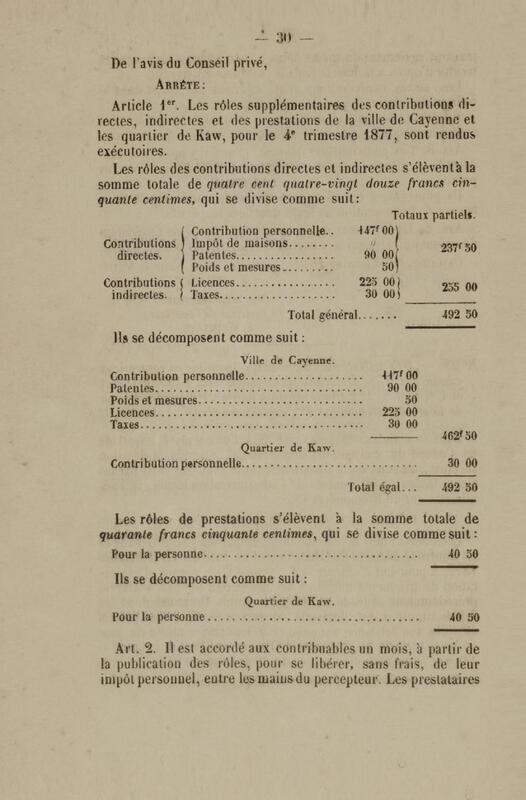 — 30 —
De l'avis du Conseil privé,
ARRÊTE :
Article 1er. Les rôles supplémentaires des contributions di-
rectes, indirectes et des prestations de la ville de Cayenne et
les quartier de Kaw, pour le 4e trimestre 1877, sont rendus
exécutoires.
Les rôles des contributions directes et indirectes s'élèvent à la
somme totale de quatre cent quatre-vingt douze francs cin-
quante centimes, qui se divise comme suit :
Totaux partiels.
Contributions directes. { Contribution personnelle.. 147f 00 }
Impôt de maisons........ " } 237f 50
Patentes................. 90 00 }
Poids et mesures......... 50 }
Contributions indirectes. { Licences................. 225 00 } 255 00
Taxes.................... 30 00 }
Total général....... 492 50
Ils se décomposent comme suit :
Ville de Cayenne.
Contribution personnelle.................... 117f 00
Patentes.................................... 90 00
Poids et mesures............................ 50
Licences.................................... 225 00
Taxes....................................... 30 00
462f 50
Quartier de Kaw.
Contribution personnelle.............................. 30 00
Total égal... 492 50
Les rôles de prestations s'élèvent à la somme totale de
quarante francs cinquante centimes, qui se divise comme suit :
Pour la personne...................................... 40 50
Ils se décomposent comme suit :
Quartier de Kaw.
Pour la personne...................................... 40 50
Art. 2. Il est accordé aux contribuables un mois, à partir de
la publication des rôles, pour se libérer, sans frais, de leur
impôt personnel, entre les mains du percepteur. Les prestataires